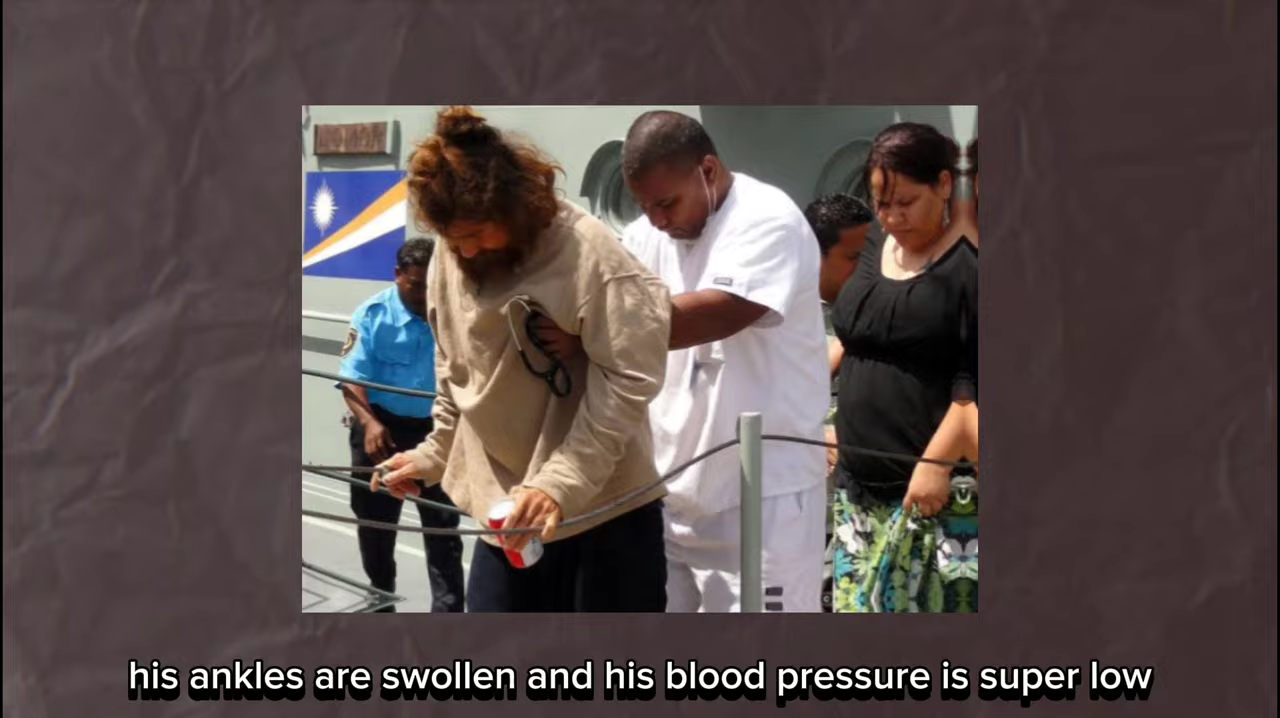 his ankles are swollen and his blood pressure is super low